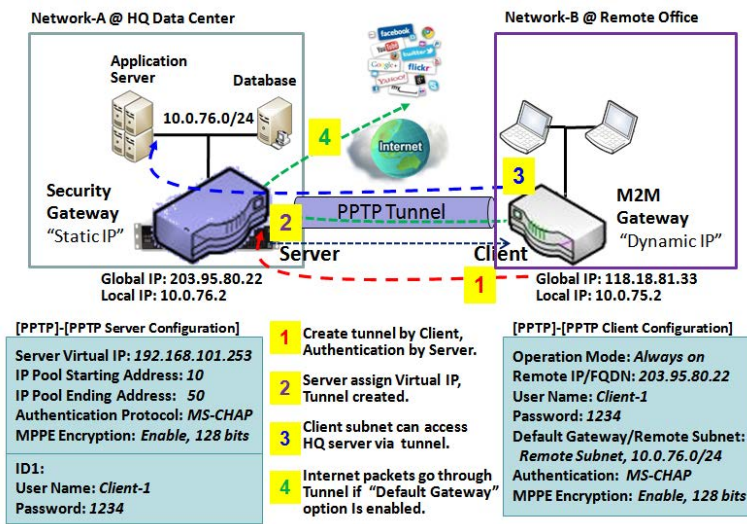 Network-A @ HQ Data Center
Network-B @ Remote Office
Application
Server
Database
10.0.76.0/24
facebook
YouTube
twitter
Google+
flickr
YAHOO!
my
Internet
4
3
Security
Gateway
"Static IP"
2
PPTP Tunnel
M2M
Gateway
"Dynamic IP"
Server
Client
1
Global IP: 203.95.80.22
Local IP: 10.0.76.2
Global IP: 118.18.81.33
Local IP: 10.0.75.2
[PPTP]-[PPTP Server Configuration]
Server Virtual IP: 192.168.101.253
IP Pool Starting Address: 10
IP Pool Ending Address: 50
Authentication Protocol: MS-CHAP
MPPE Encryption: Enable, 128 bits
ID1:
User Name: Client-1
Password: 1234
1 Create tunnel by Client,
Authentication by Server.
2 Server assign Virtual IP,
Tunnel created.
3 Client subnet can access
HQ server via tunnel.
4 Internet packets go through
Tunnel if "Default Gateway"
option Is enabled.
[PPTP]-[PPTP Client Configuration]
Operation Mode: Always on
Remote IP/FQDN: 203.95.80.22
User Name: Client-1
Password: 1234
Default Gateway/Remote Subnet:
Remote Subnet, 10.0.76.0/24
Authentication: MS-CHAP
MPPE Encryption: Enable, 128 bits